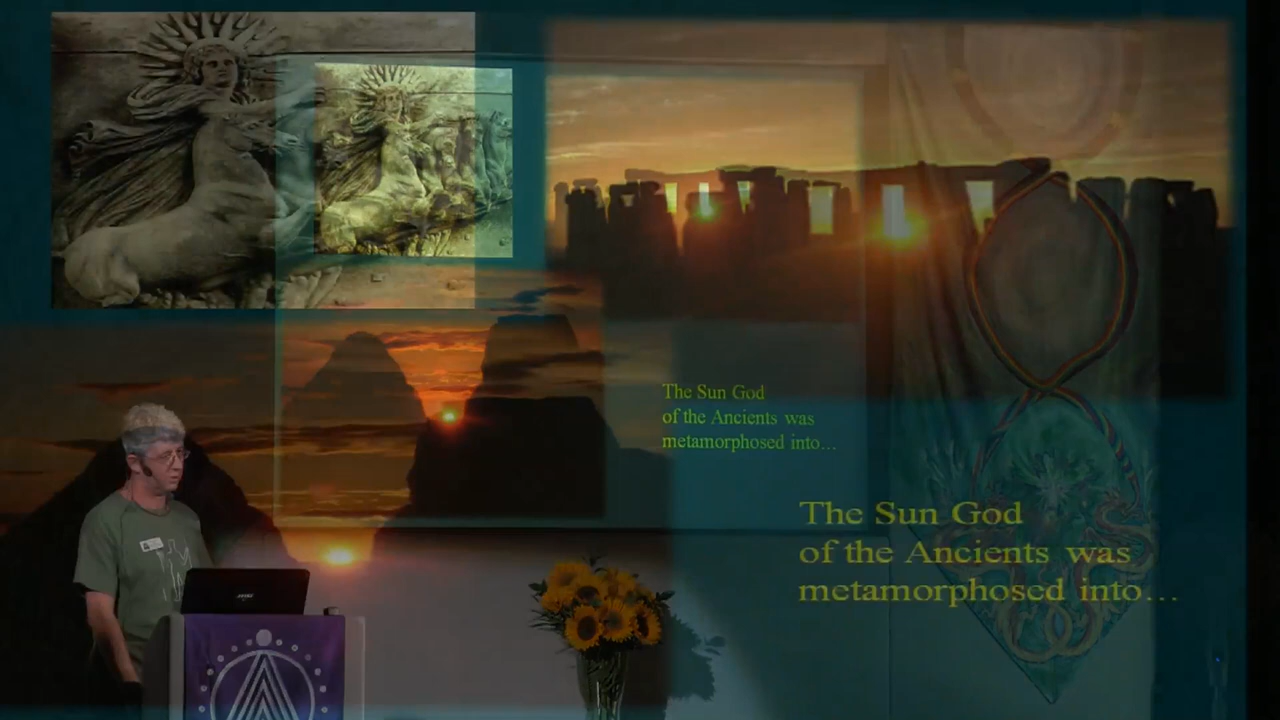 The Sun God
of the Ancients was
metamorphosed into…
The Sun God
of the Ancients was
metamorphosed into…